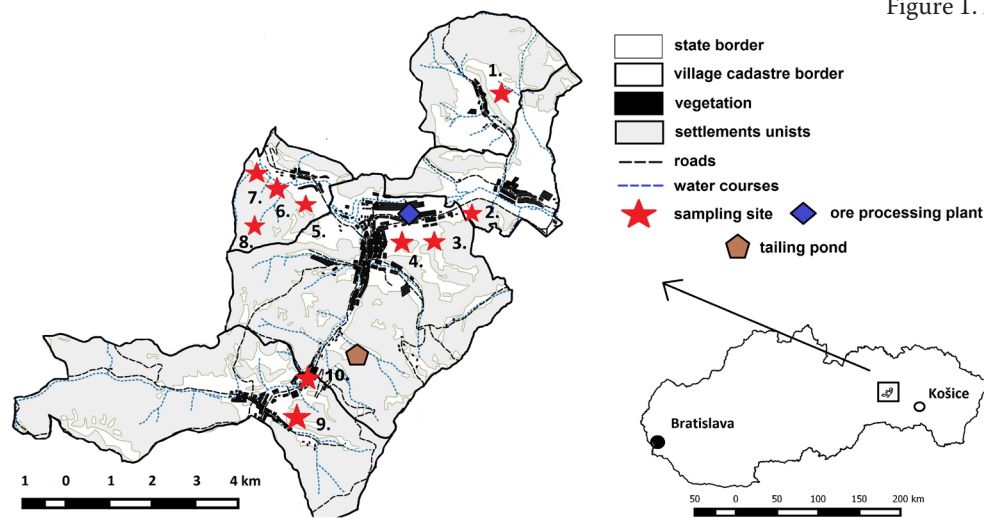 Figure 1.
state border
village cadastre border
vegetation
settlements unists
roads
water courses
sampling site
ore processing plant
tailing pond
1.
2.
3.
4.
5.
6.
7.
8.
9.
10.
1 0 1 2 3 4 km
Košice
Bratislava
50 0 50 100 150 200 km